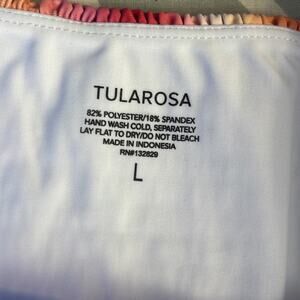 TULAROSA
82% POLYESTER/18% SPANDEX
HAND WASH COLD, SEPARATELY
LAY FLAT TO DRY/DO NOT BLEACH
MADE IN INDONESIA
RN#132829
L